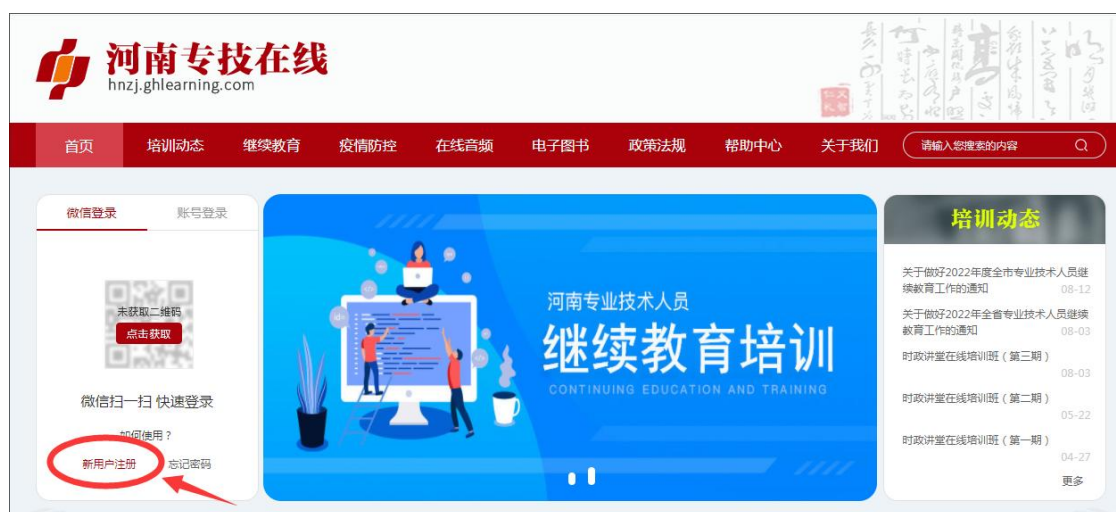 河南专技在线
hnzj.ghlearning.com
首页
培训动态
继续教育
疫情防控
在线音频
电子图书
政策法规
帮助中心
关于我们
请输入您搜索的内容
微信登录
账号登录
未获取二维码
点击获取
微信扫一扫 快速登录
如何使用？
新用户注册
忘记密码
河南专业技术人员
继续教育培训
CONTINUING EDUCATION AND TRAINING
培训动态
关于做好2022年度全市专业技术人员继
续教育工作的通知
08-12
关于做好2022年全省专业技术人员继续
教育工作的通知
08-03
时政讲堂在线培训班（第三期）
08-03
时政讲堂在线培训班（第二期）
05-22
时政讲堂在线培训班（第一期）
04-27
更多